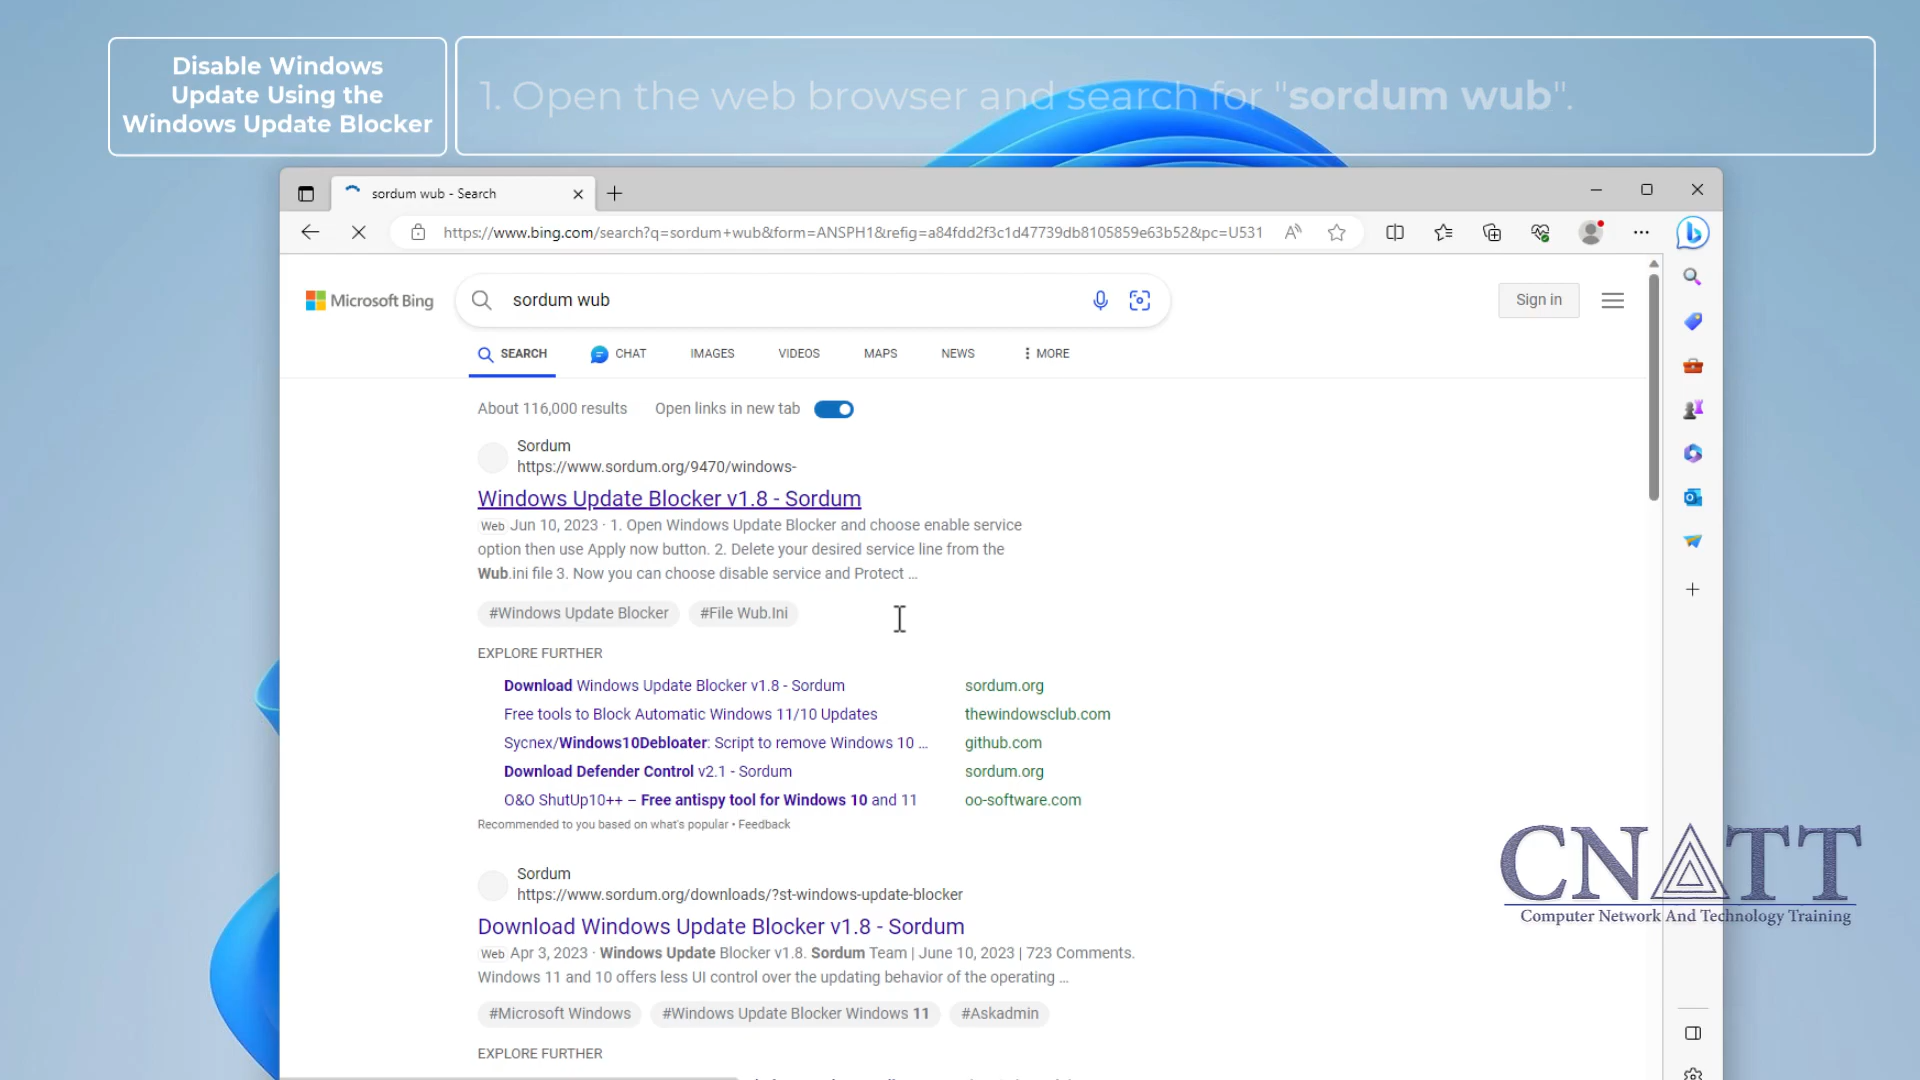 Disable Windows
Update Using the
Windows Update Blocker
1. Open the web browser and search for "sordum wub".
sordum wub - Search
https://www.bing.com/search?q=sordum+wub&form=ANSPH1&refig=a84fdd2f3c1d47739db8105859e63b52&pc=U531
Microsoft Bing
sordum wub
Sign in
SEARCH CHAT IMAGES VIDEOS MAPS NEWS MORE
About 116,000 results Open links in new tab
Sordum
https://www.sordum.org/9470/windows-
Windows Update Blocker v1.8 - Sordum
Web Jun 10, 2023 · 1. Open Windows Update Blocker and choose enable service
option then use Apply now button. 2. Delete your desired service line from the
Wub.ini file 3. Now you can choose disable service and Protect ...
#Windows Update Blocker #File Wub.Ini
EXPLORE FURTHER
Download Windows Update Blocker v1.8 - Sordum sordum.org
Free tools to Block Automatic Windows 11/10 Updates thewindowsclub.com
Sycnex/Windows10Debloater: Script to remove Windows 10 ... github.com
Download Defender Control v2.1 - Sordum sordum.org
O&O ShutUp10++ – Free antispy tool for Windows 10 and 11 oo-software.com
Recommended to you based on what's popular • Feedback
Sordum
https://www.sordum.org/downloads/?st-windows-update-blocker
Download Windows Update Blocker v1.8 - Sordum
Web Apr 3, 2023 · Windows Update Blocker v1.8. Sordum Team | June 10, 2023 | 723 Comments.
Windows 11 and 10 offers less UI control over the updating behavior of the operating ...
#Microsoft Windows #Windows Update Blocker Windows 11 #Askadmin
EXPLORE FURTHER
CNATT
Computer Network And Technology Training